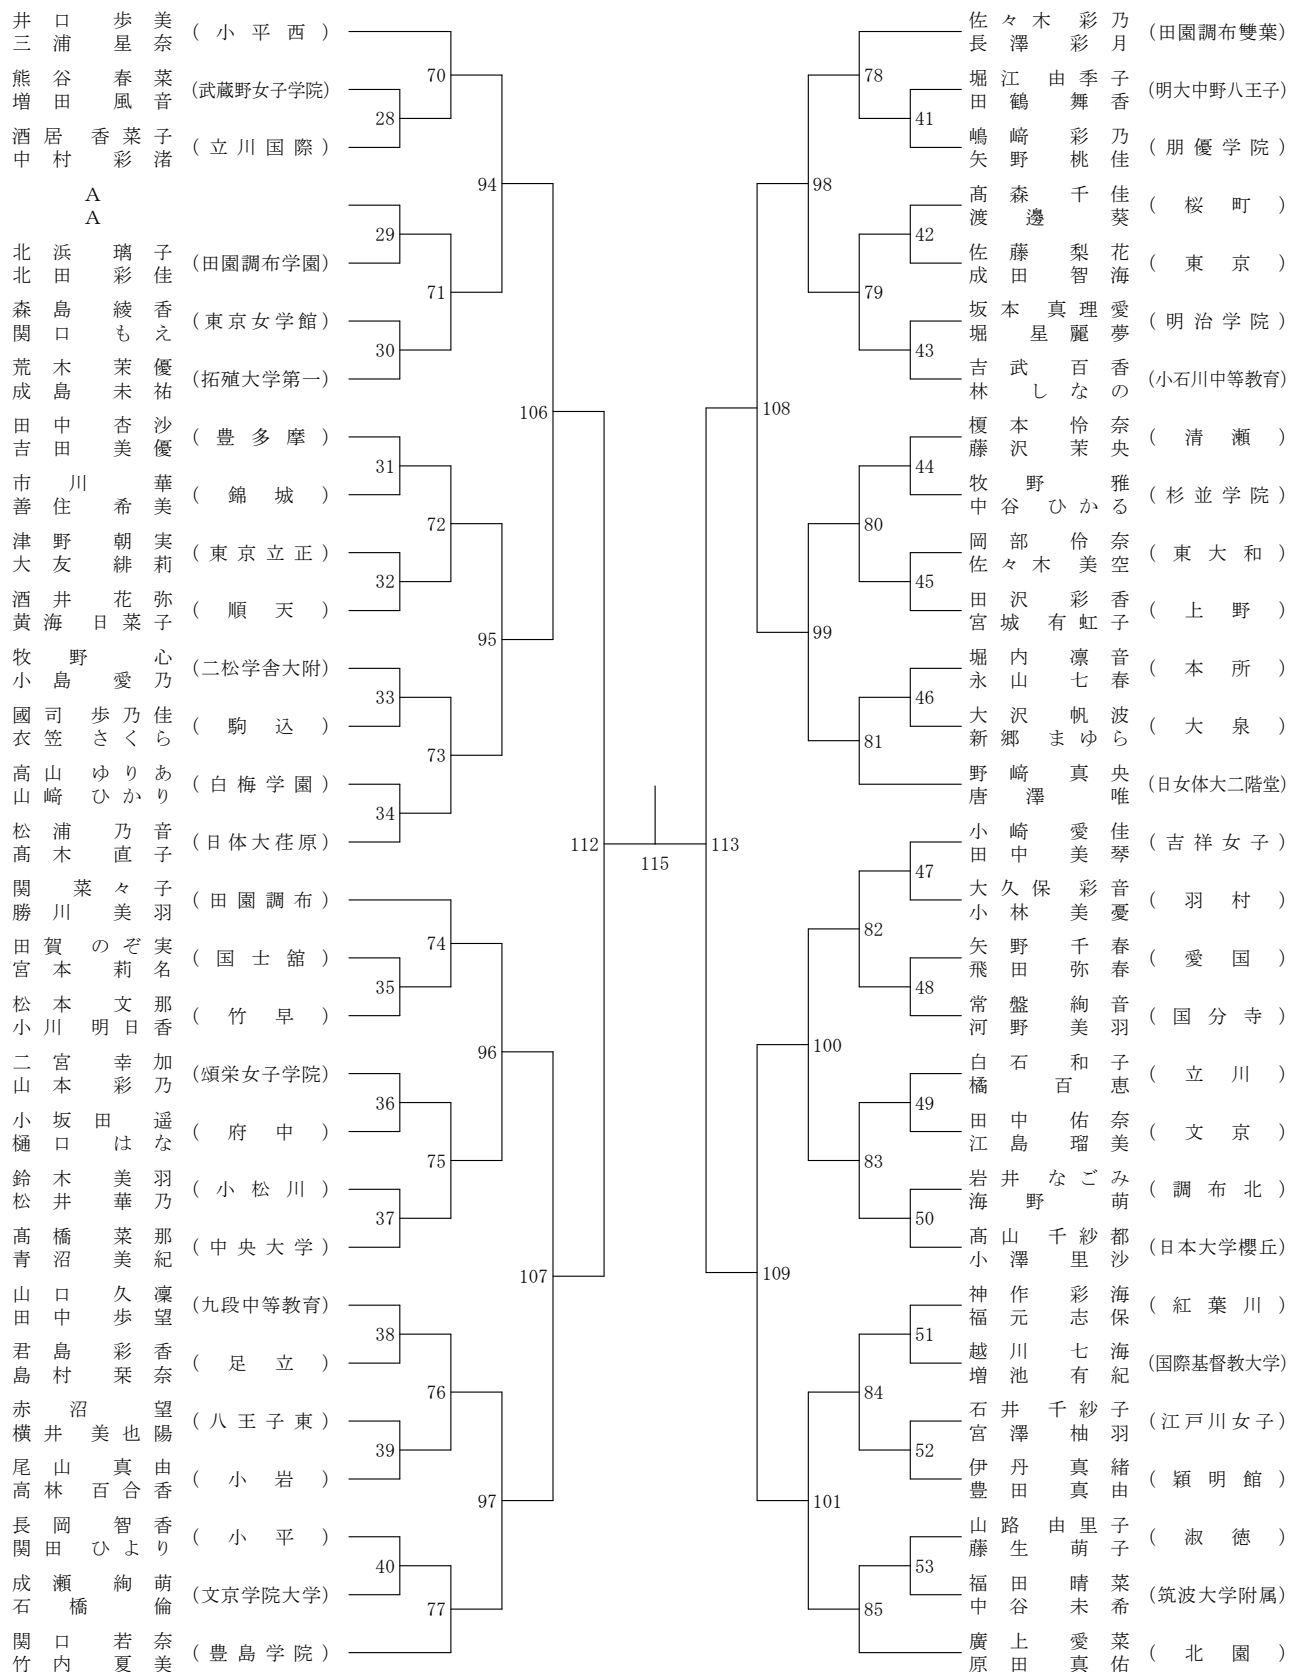 井口歩美
三浦星奈
(小平西)
熊谷春菜
増田風音
(武蔵野女子学院)
酒居香菜子
中村彩渚
(立川国際)
A
A
北浜璃子
北田彩佳
(田園調布学園)
森島綾香
関口もえ
(東京女学館)
荒木茉優
成島未祐
(拓殖大学第一)
田中杏沙
吉田美優
(豊多摩)
市川華
善住希美
(錦城)
津野朝実
大友緋莉
(東京立正)
酒井花弥
黄海日菜子
(順天)
牧野心
小島愛乃
(二松学舎大附)
國司歩乃佳
衣笠さくら
(駒込)
高山ゆりあ
山﨑ひかり
(白梅学園)
松浦乃音
髙木直子
(日体大荏原)
関菜々子
勝川美羽
(田園調布)
田賀のぞ実
宮本莉名
(国士舘)
松本文那
小川明日香
(竹早)
二宮幸加
山本彩乃
(頌栄女子学院)
小坂田遥
樋口はな
(府中)
鈴木美羽
松井華乃
(小松川)
髙橋菜那
青沼美紀
(中央大学)
山口久凜
田中歩望
(九段中等教育)
君島彩香
島村栞奈
(足立)
赤沼望
横井美也陽
(八王子東)
尾山真由
高林百合香
(小岩)
長岡智香
関田ひより
(小平)
成瀬絢萌
石橋倫
(文京学院大学)
関口若奈
竹内夏美
(豊島学院)
70
28
94
29
71
30
106
31
72
32
95
33
73
34
112
74
35
96
36
75
37
107
38
76
39
97
40
77
115
113
78
41
98
42
79
43
108
44
80
45
99
46
81
47
82
48
100
49
83
50
109
51
84
52
101
53
85
佐々木彩乃
長澤彩月
(田園調布雙葉)
堀江由季子
田鶴舞香
(明大中野八王子)
嶋﨑彩乃
矢野桃佳
(朋優学院)
髙森千佳
渡邊葵
(桜町)
佐藤梨花
成田智海
(東京)
坂本真理愛
堀星麗夢
(明治学院)
吉武百香
林しなの
(小石川中等教育)
榎本怜奈
藤沢茉央
(清瀬)
牧野雅
中谷ひかる
(杉並学院)
岡部伶奈
佐々木美空
(東大和)
田沢彩香
宮城有虹子
(上野)
堀内凛音
永山七春
(本所)
大沢帆波
新郷まゆら
(大泉)
野﨑真央
唐澤唯
(日女体大二階堂)
小崎愛佳
田中美琴
(吉祥女子)
大久保彩音
小林美憂
(羽村)
矢野千春
飛田弥春
(愛国)
常盤絢音
河野美羽
(国分寺)
白石和子
橘百恵
(立川)
田中佑奈
江島瑠美
(文京)
岩井なごみ
海野萌
(調布北)
髙山千紗都
小澤里沙
(日本大学櫻丘)
神作彩海
福元志保
(紅葉川)
越川七海
増池有紀
(国際基督教大学)
石井千紗子
宮澤柚羽
(江戸川女子)
伊丹真緒
豊田真由
(穎明館)
山路由里子
藤生萌子
(淑徳)
福田晴菜
中谷未希
(筑波大学附属)
廣上愛菜
原田真佑
(北園)